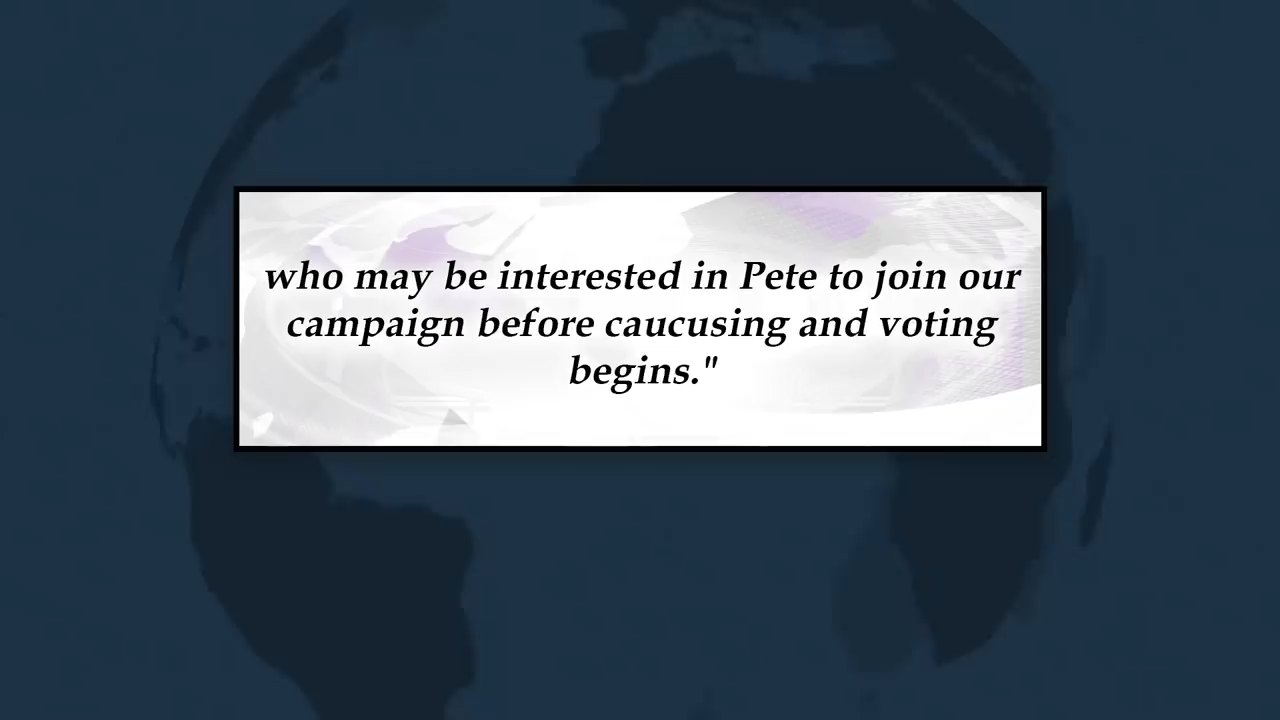 who may be interested in Pete to join our
campaign before caucusing and voting
begins."